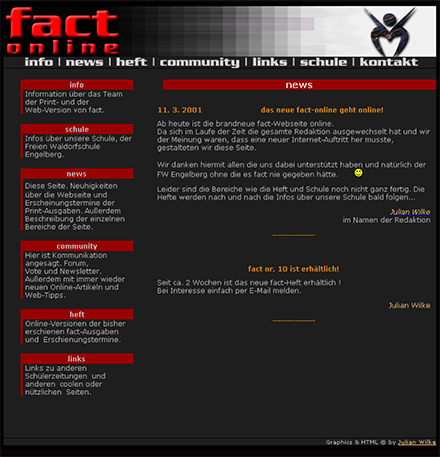 fact
online
info | news | heft | community | links | schule | kontakt
info
Information über das Team
der Print- und der
Web-Version von fact.
schule
Infos über unsere Schule, der
Freien Waldorfschule
Engelberg.
news
Diese Seite. Neuhigkeiten
über die Webseite und
Erscheinungstermine der
Print-Ausgaben. Außerdem
Beschreibung der einzelnen
Bereiche der Seite.
community
Hier ist Kommunikation
angesagt. Forum,
Vote und Newsletter.
Außerdem mit immer wieder
neuen Online-Artikeln und
Web-Tipps.
heft
Online-Versionen der bisher
erschienen fact-Ausgaben
und Erschienungstermine.
links
Links zu anderen
Schülerzeitungen und
anderen coolen oder
nützlichen Seiten.
news
11. 3. 2001 das neue fact-online geht online!
Ab heute ist die brandneue fact-Webseite online.
Da sich im Laufe der Zeit die gesamte Redaktion ausgewechselt hat und wir
der Meinung waren, dass eine neuer Internet-Auftritt her musste,
gestalteten wir diese Seite.
Wir danken hiermit allen die uns dabei unterstützt haben und natürlich der
FW Engelberg ohne die es fact nie gegeben hätte.
Leider sind die Bereiche wie die Heft und Schule noch nicht ganz fertig. Die
Hefte werden nach und nach die Infos über unsere Schule bald folgen...
Julian Wilke
im Namen der Redaktion
---------------
fact nr. 10 ist erhältlich!
Seit ca. 2 Wochen ist das neue fact-Heft erhältlich !
Bei Interesse einfach per E-Mail melden.
Julian Wilke
---------------
Graphics & HTML © by Julian Wilke